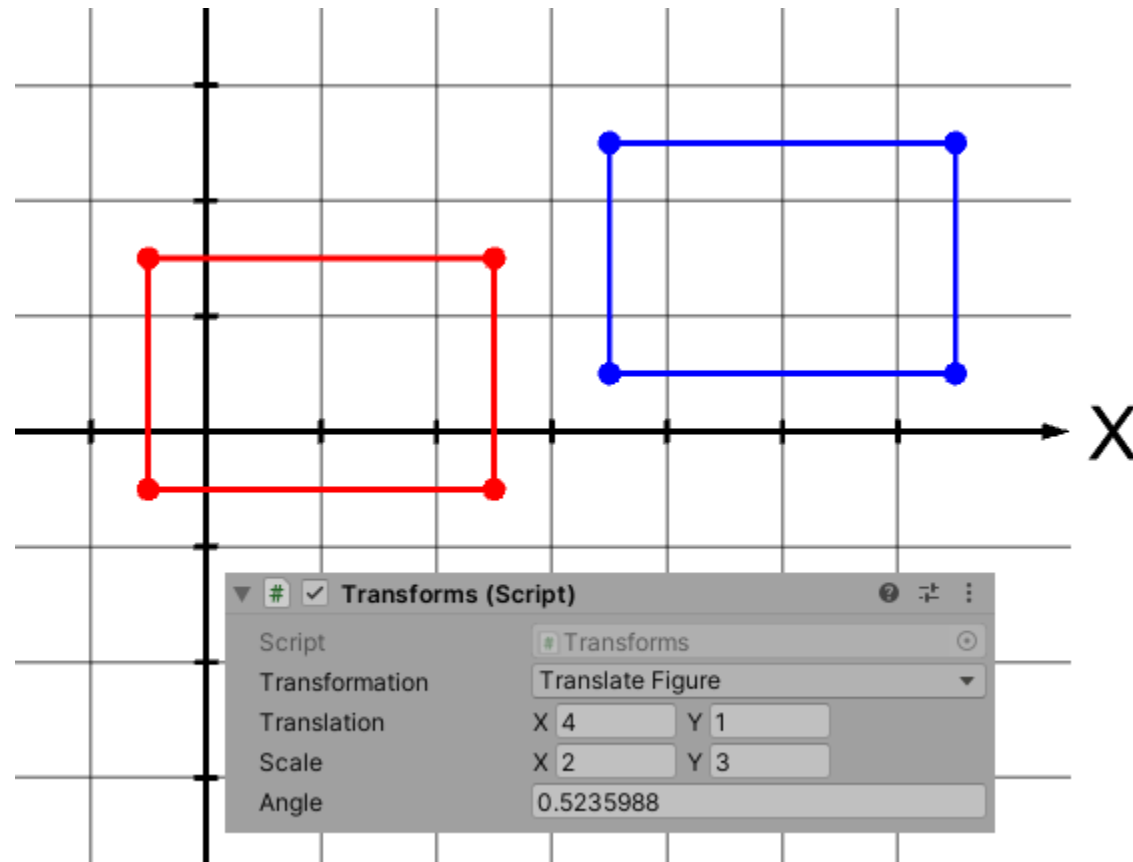 X
# Transforms (Script)
Script # Transforms
Transformation Translate Figure
Translation X 4 Y 1
Scale X 2 Y 3
Angle 0.5235988